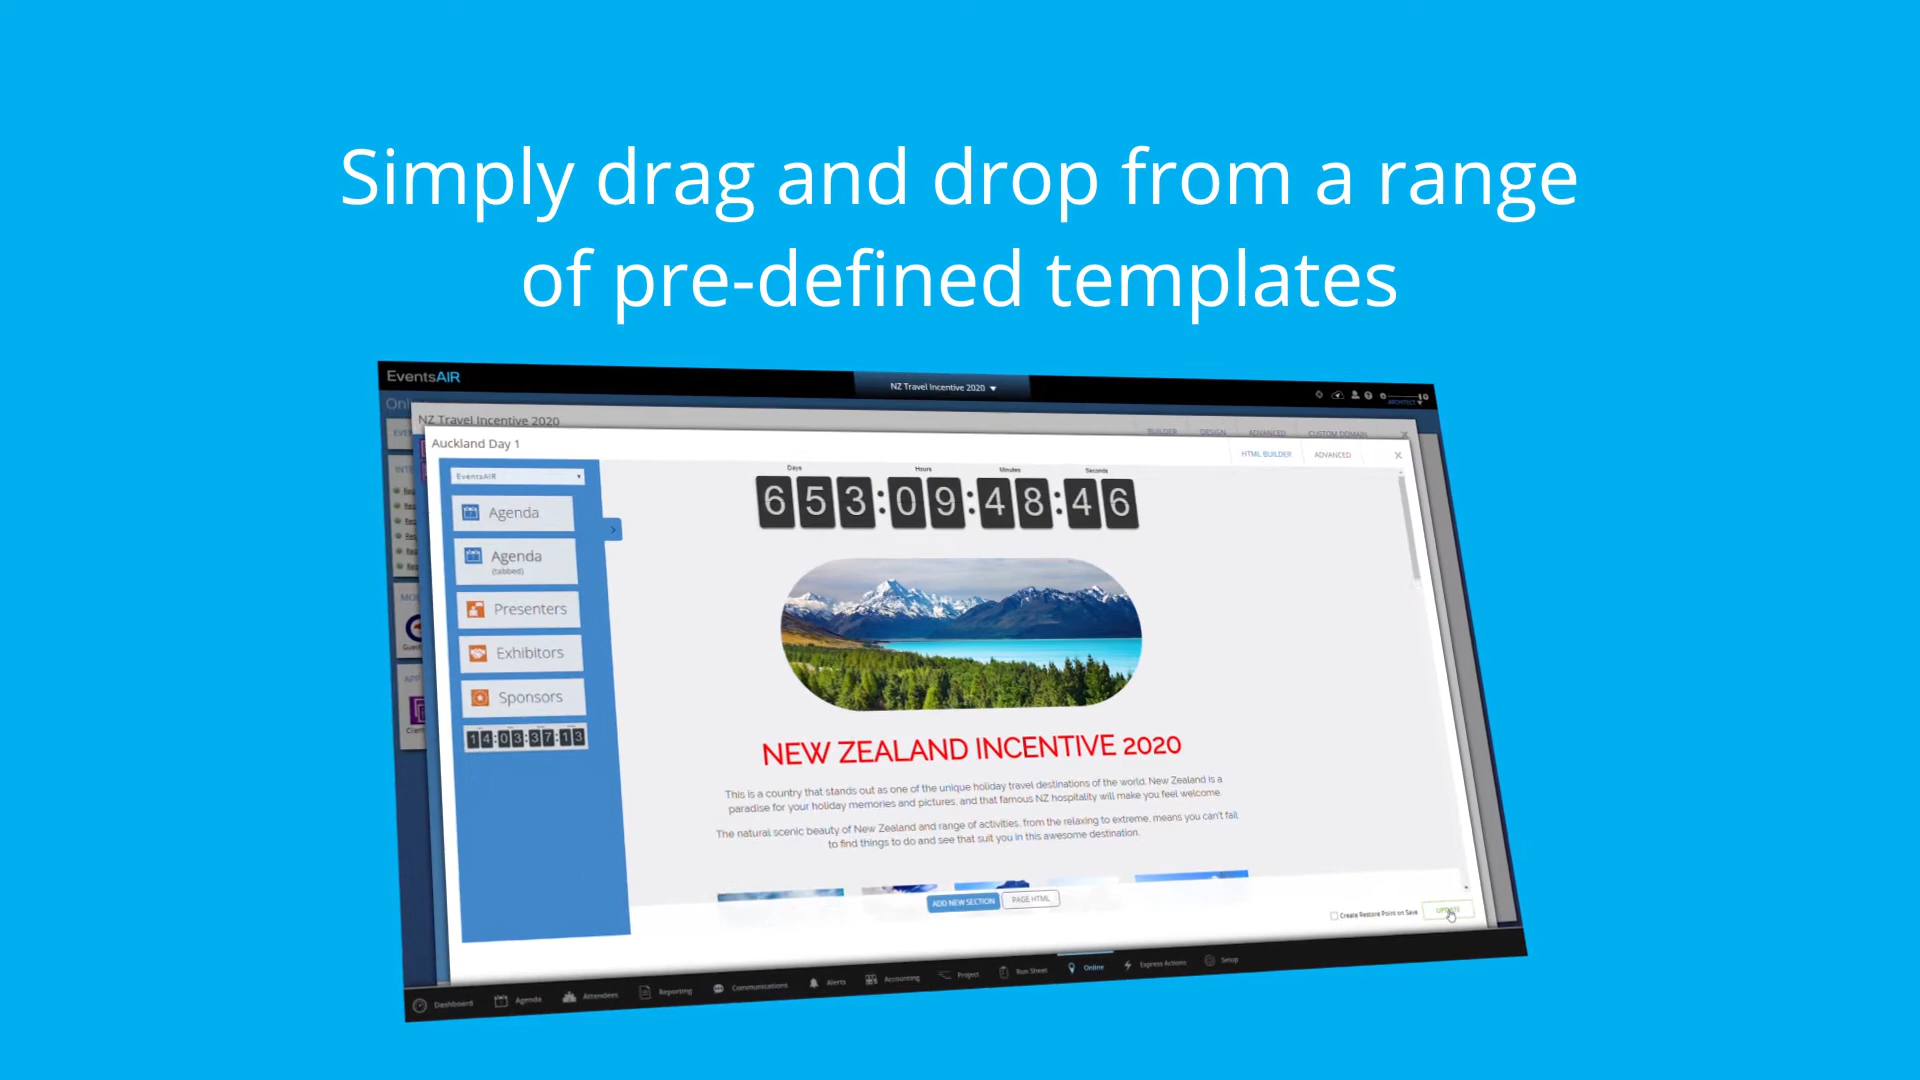 Simply drag and drop from a range
of pre-defined templates
EventsAIR
NZ Travel Incentive 2020
Onl
NZ Travel Incentive 2020
BUILDER DESIGN ADVANCED CUSTOM DOMAIN
Auckland Day 1
HTML BUILDER ADVANCED
EventsAIR
Agenda
Agenda
(tabbed)
Presenters
Exhibitors
Sponsors
14:03:37:13
Days Hours Minutes Seconds
653:09:48:46
NEW ZEALAND INCENTIVE 2020
This is a country that stands out as one of the unique holiday travel destinations of the world. New Zealand is a
paradise for your holiday memories and pictures, and that famous NZ hospitality will make you feel welcome.
The natural scenic beauty of New Zealand and range of activities, from the relaxing to extreme, means you can't fail
to find things to do and see that suit you in this awesome destination.
ADD NEW SECTION PAGE HTML
Create Restore Point on Save UPDATE
Dashboard Agenda Attendees Reporting Communications Alerts Accounting Project Run Sheet Online Express Actions Setup